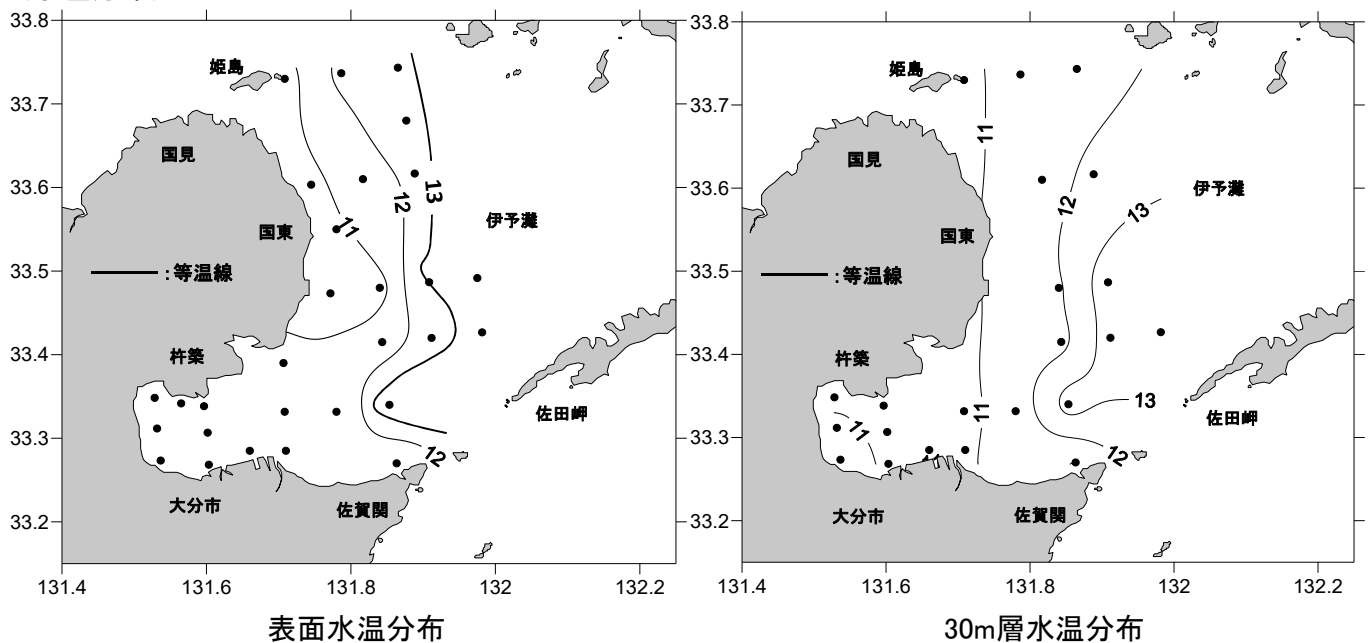 33.8
33.7
33.6
33.5
33.4
33.3
33.2
131.4
131.6
131.8
132
132.2
姫島
国見
国東
伊予灘
:等温線
杵築
佐田岬
大分市
佐賀関
11
12
13
12
表面水温分布
33.8
33.7
33.6
33.5
33.4
33.3
33.2
131.4
131.6
131.8
132
132.2
姫島
国見
国東
伊予灘
:等温線
杵築
佐田岬
大分市
佐賀関
11
12
13
11
13
11
12
30m層水温分布